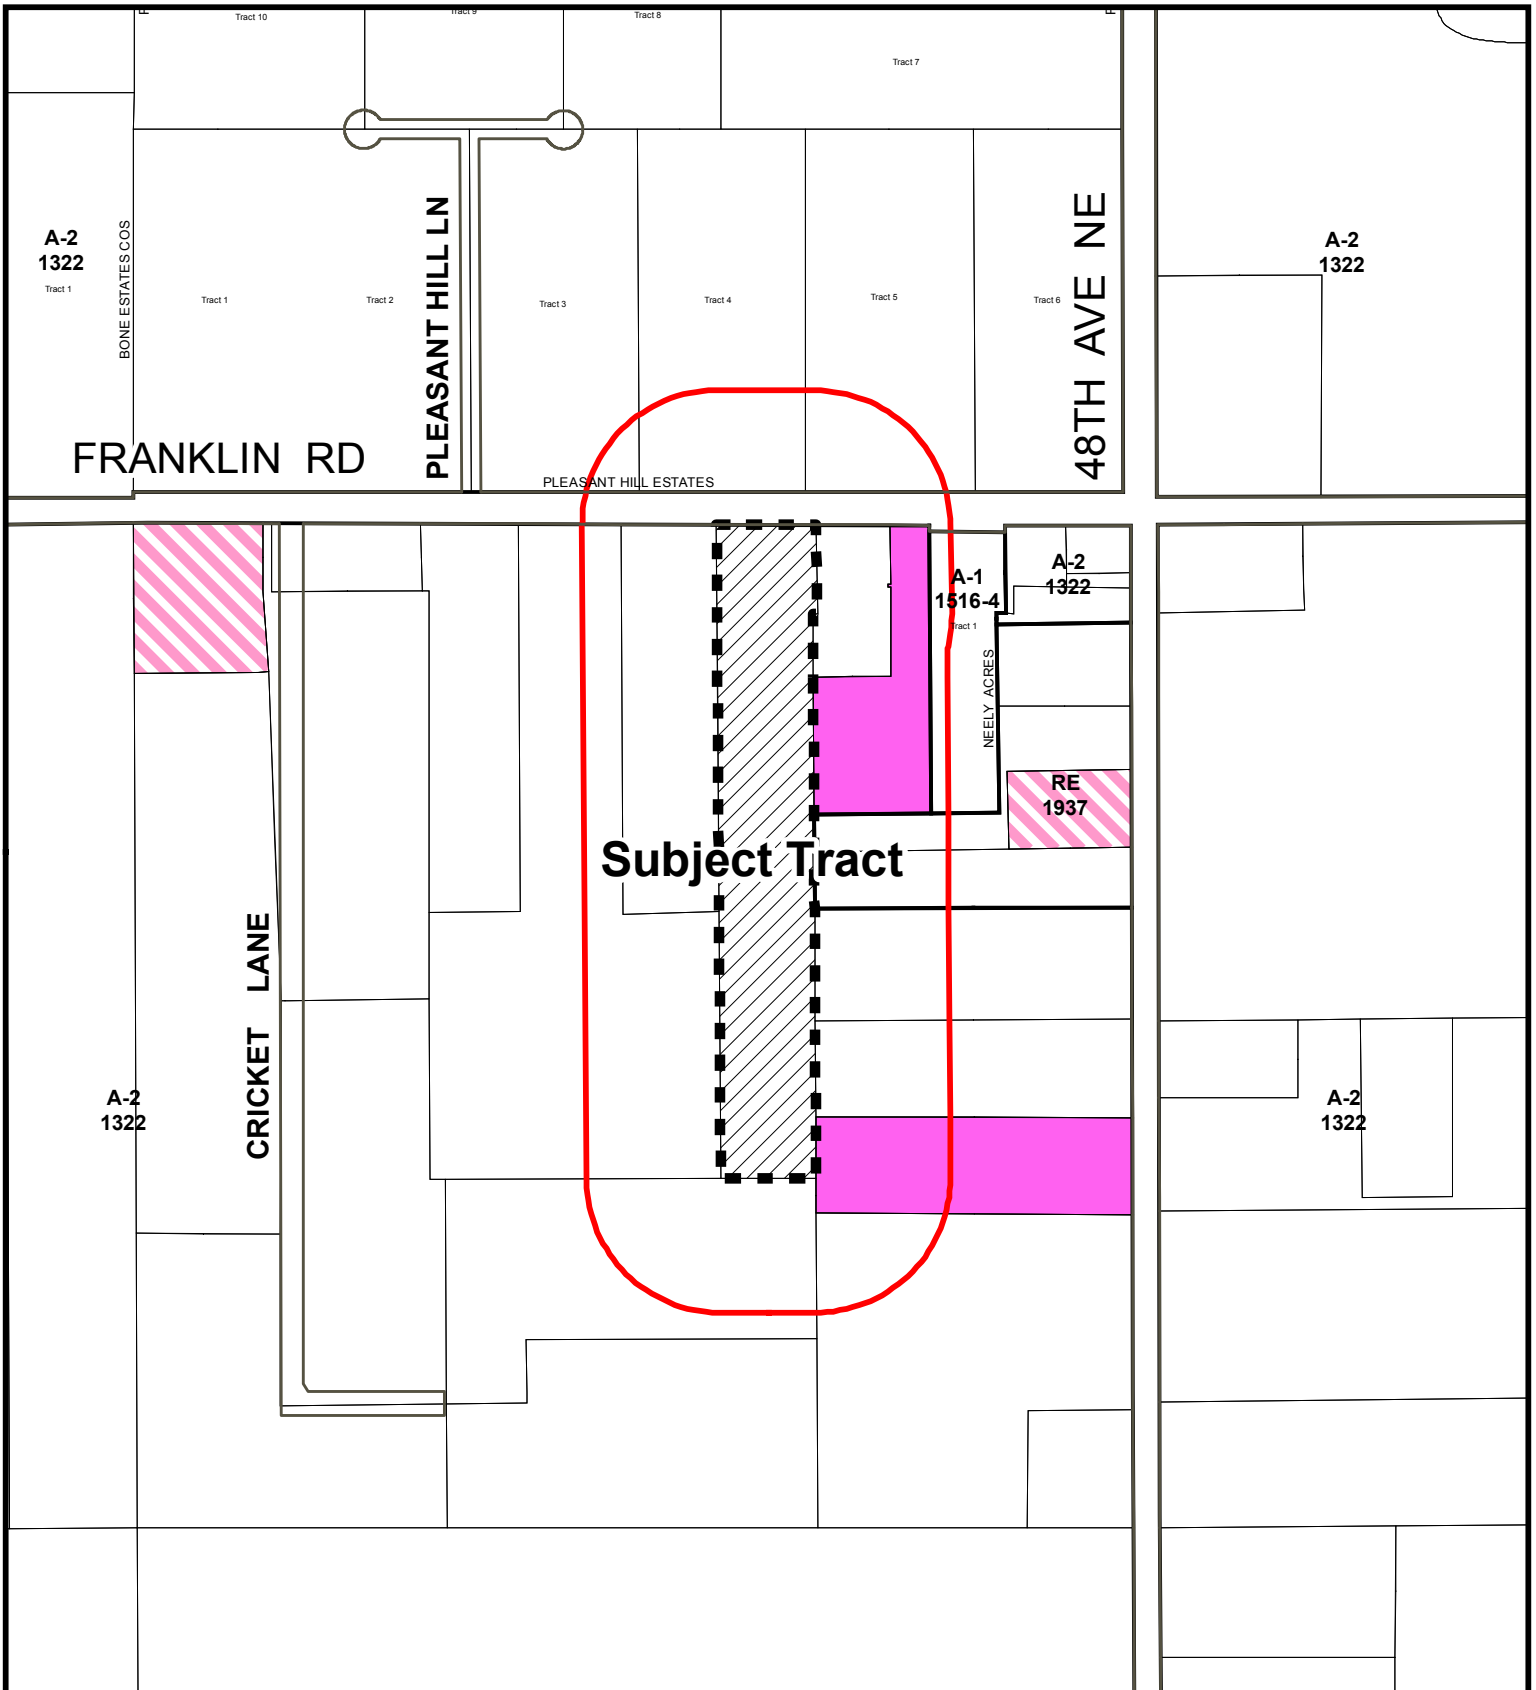 Tract 10
Tract 9
Tract 8
Tract 7
A-2
1322
Tract 1
BONE ESTATES COS
Tract 1
Tract 2
PLEASANT HILL LN
Tract 3
Tract 4
Tract 5
Tract 6
48TH AVE NE
A-2
1322
FRANKLIN RD
PLEASANT HILL ESTATES
A-1
1516-4
Tract 1
A-2
1322
NEELY ACRES
RE
1937
Subject Tract
CRICKET LANE
A-2
1322
A-2
1322